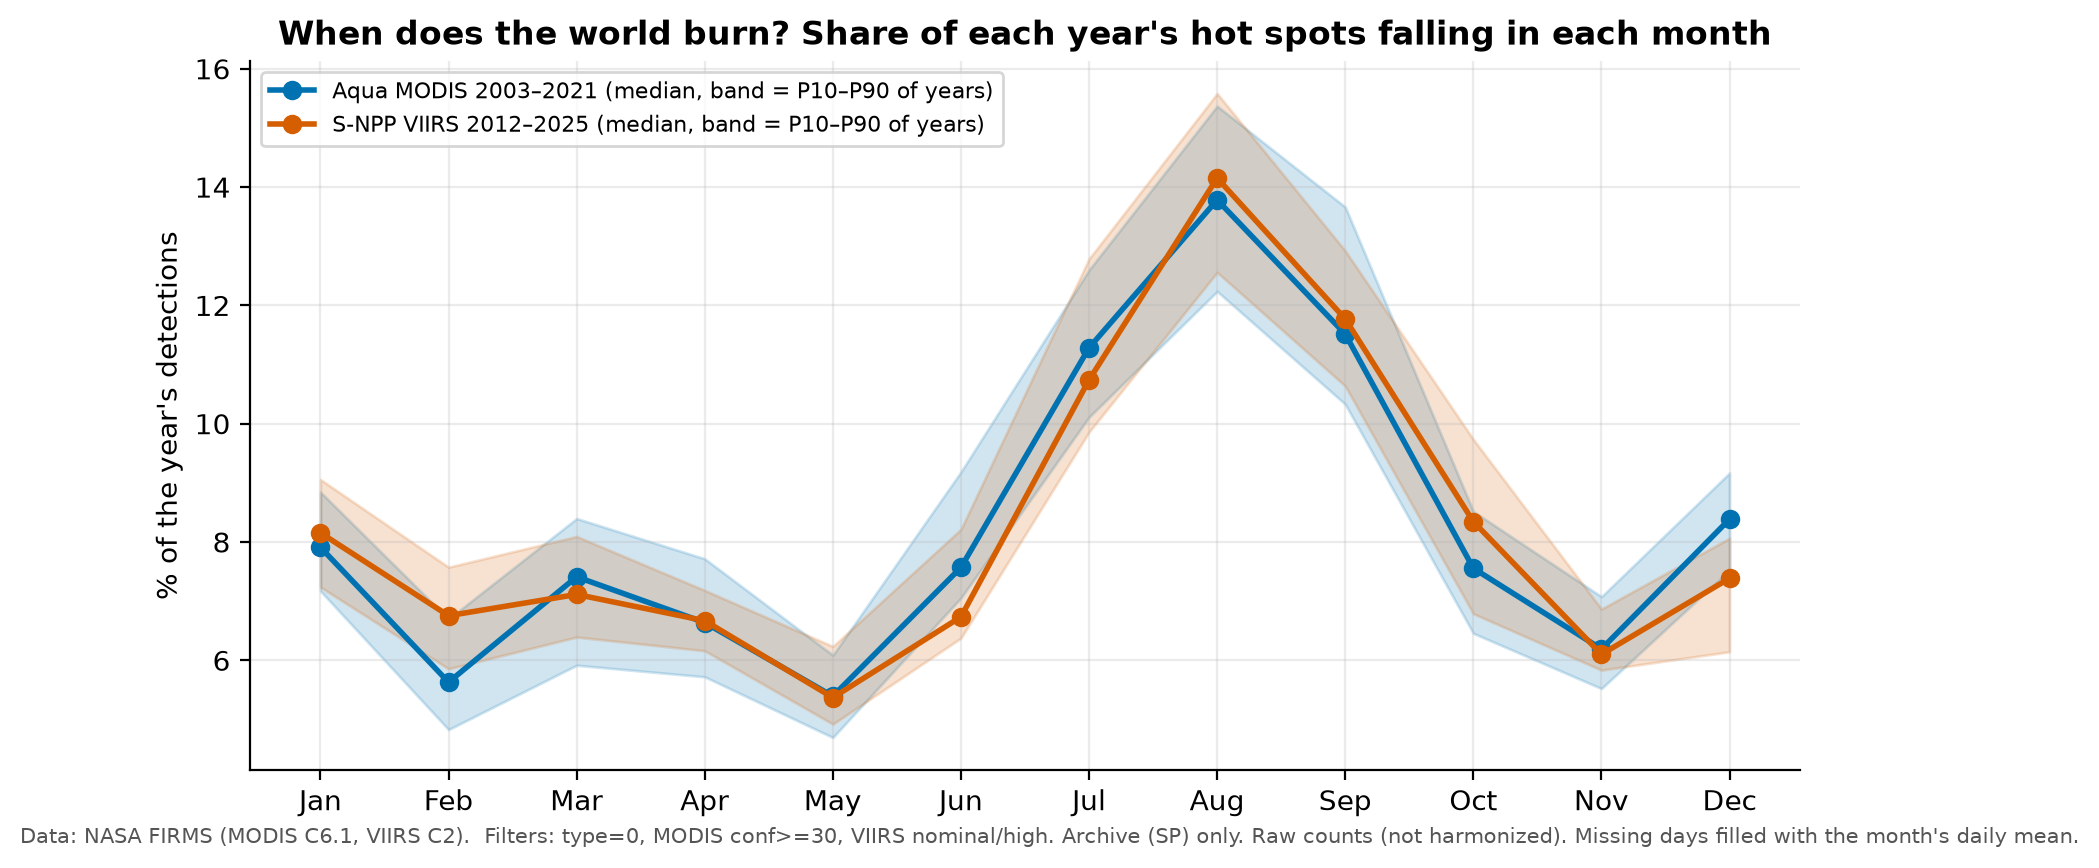 When does the world burn? Share of each year's hot spots falling in each month
Aqua MODIS 2003–2021 (median, band = P10–P90 of years)
S-NPP VIIRS 2012–2025 (median, band = P10–P90 of years)
% of the year's detections
16
14
12
10
8
6
Jan Feb Mar Apr May Jun Jul Aug Sep Oct Nov Dec
Data: NASA FIRMS (MODIS C6.1, VIIRS C2).  Filters: type=0, MODIS conf>=30, VIIRS nominal/high. Archive (SP) only. Raw counts (not harmonized). Missing days filled with the month's daily mean.